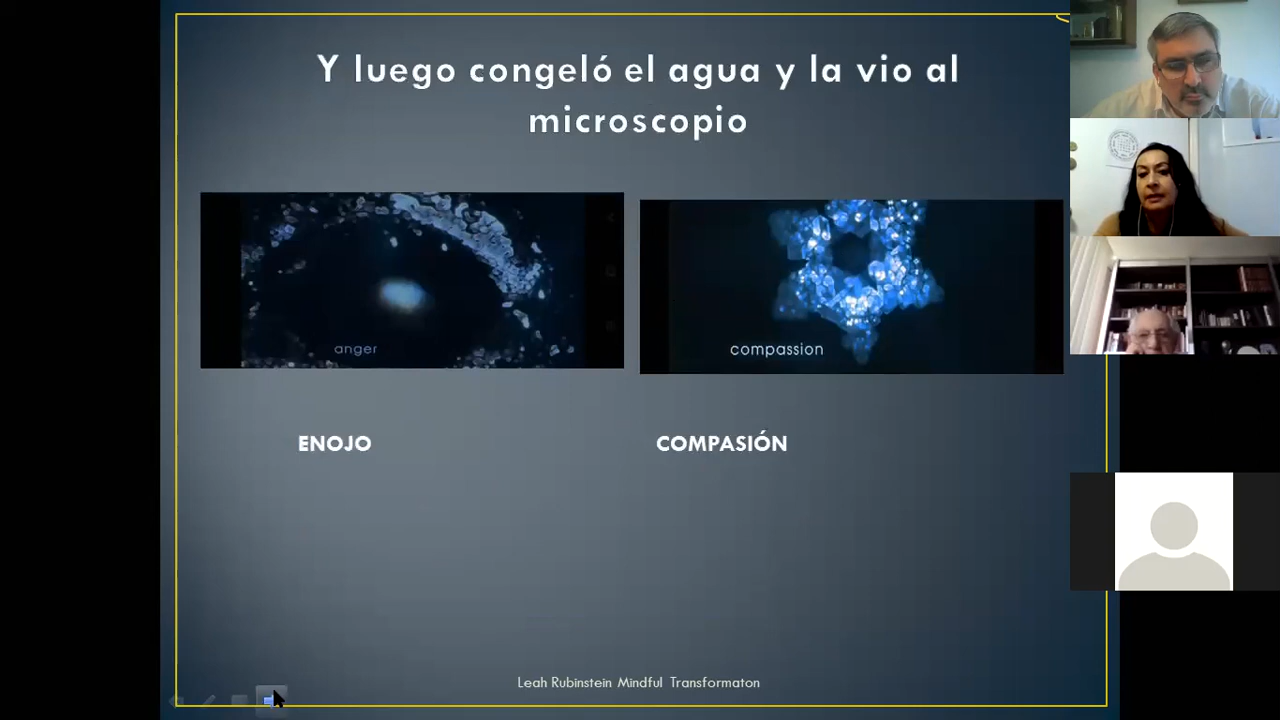 Y luego congeló el agua y la vio al
microscopio
anger
compassion
ENOJO
COMPASIÓN
Leah Rubinstein Mindful Transformaton